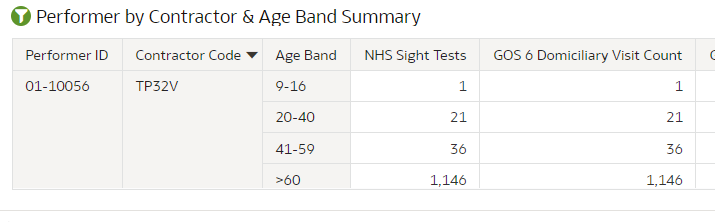 Performer by Contractor & Age Band Summary
Performer ID Contractor Code Age Band NHS Sight Tests GOS 6 Domiciliary Visit Count
01-10056 TP32V 9-16 1 1
20-40 21 21
41-59 36 36
>60 1,146 1,146